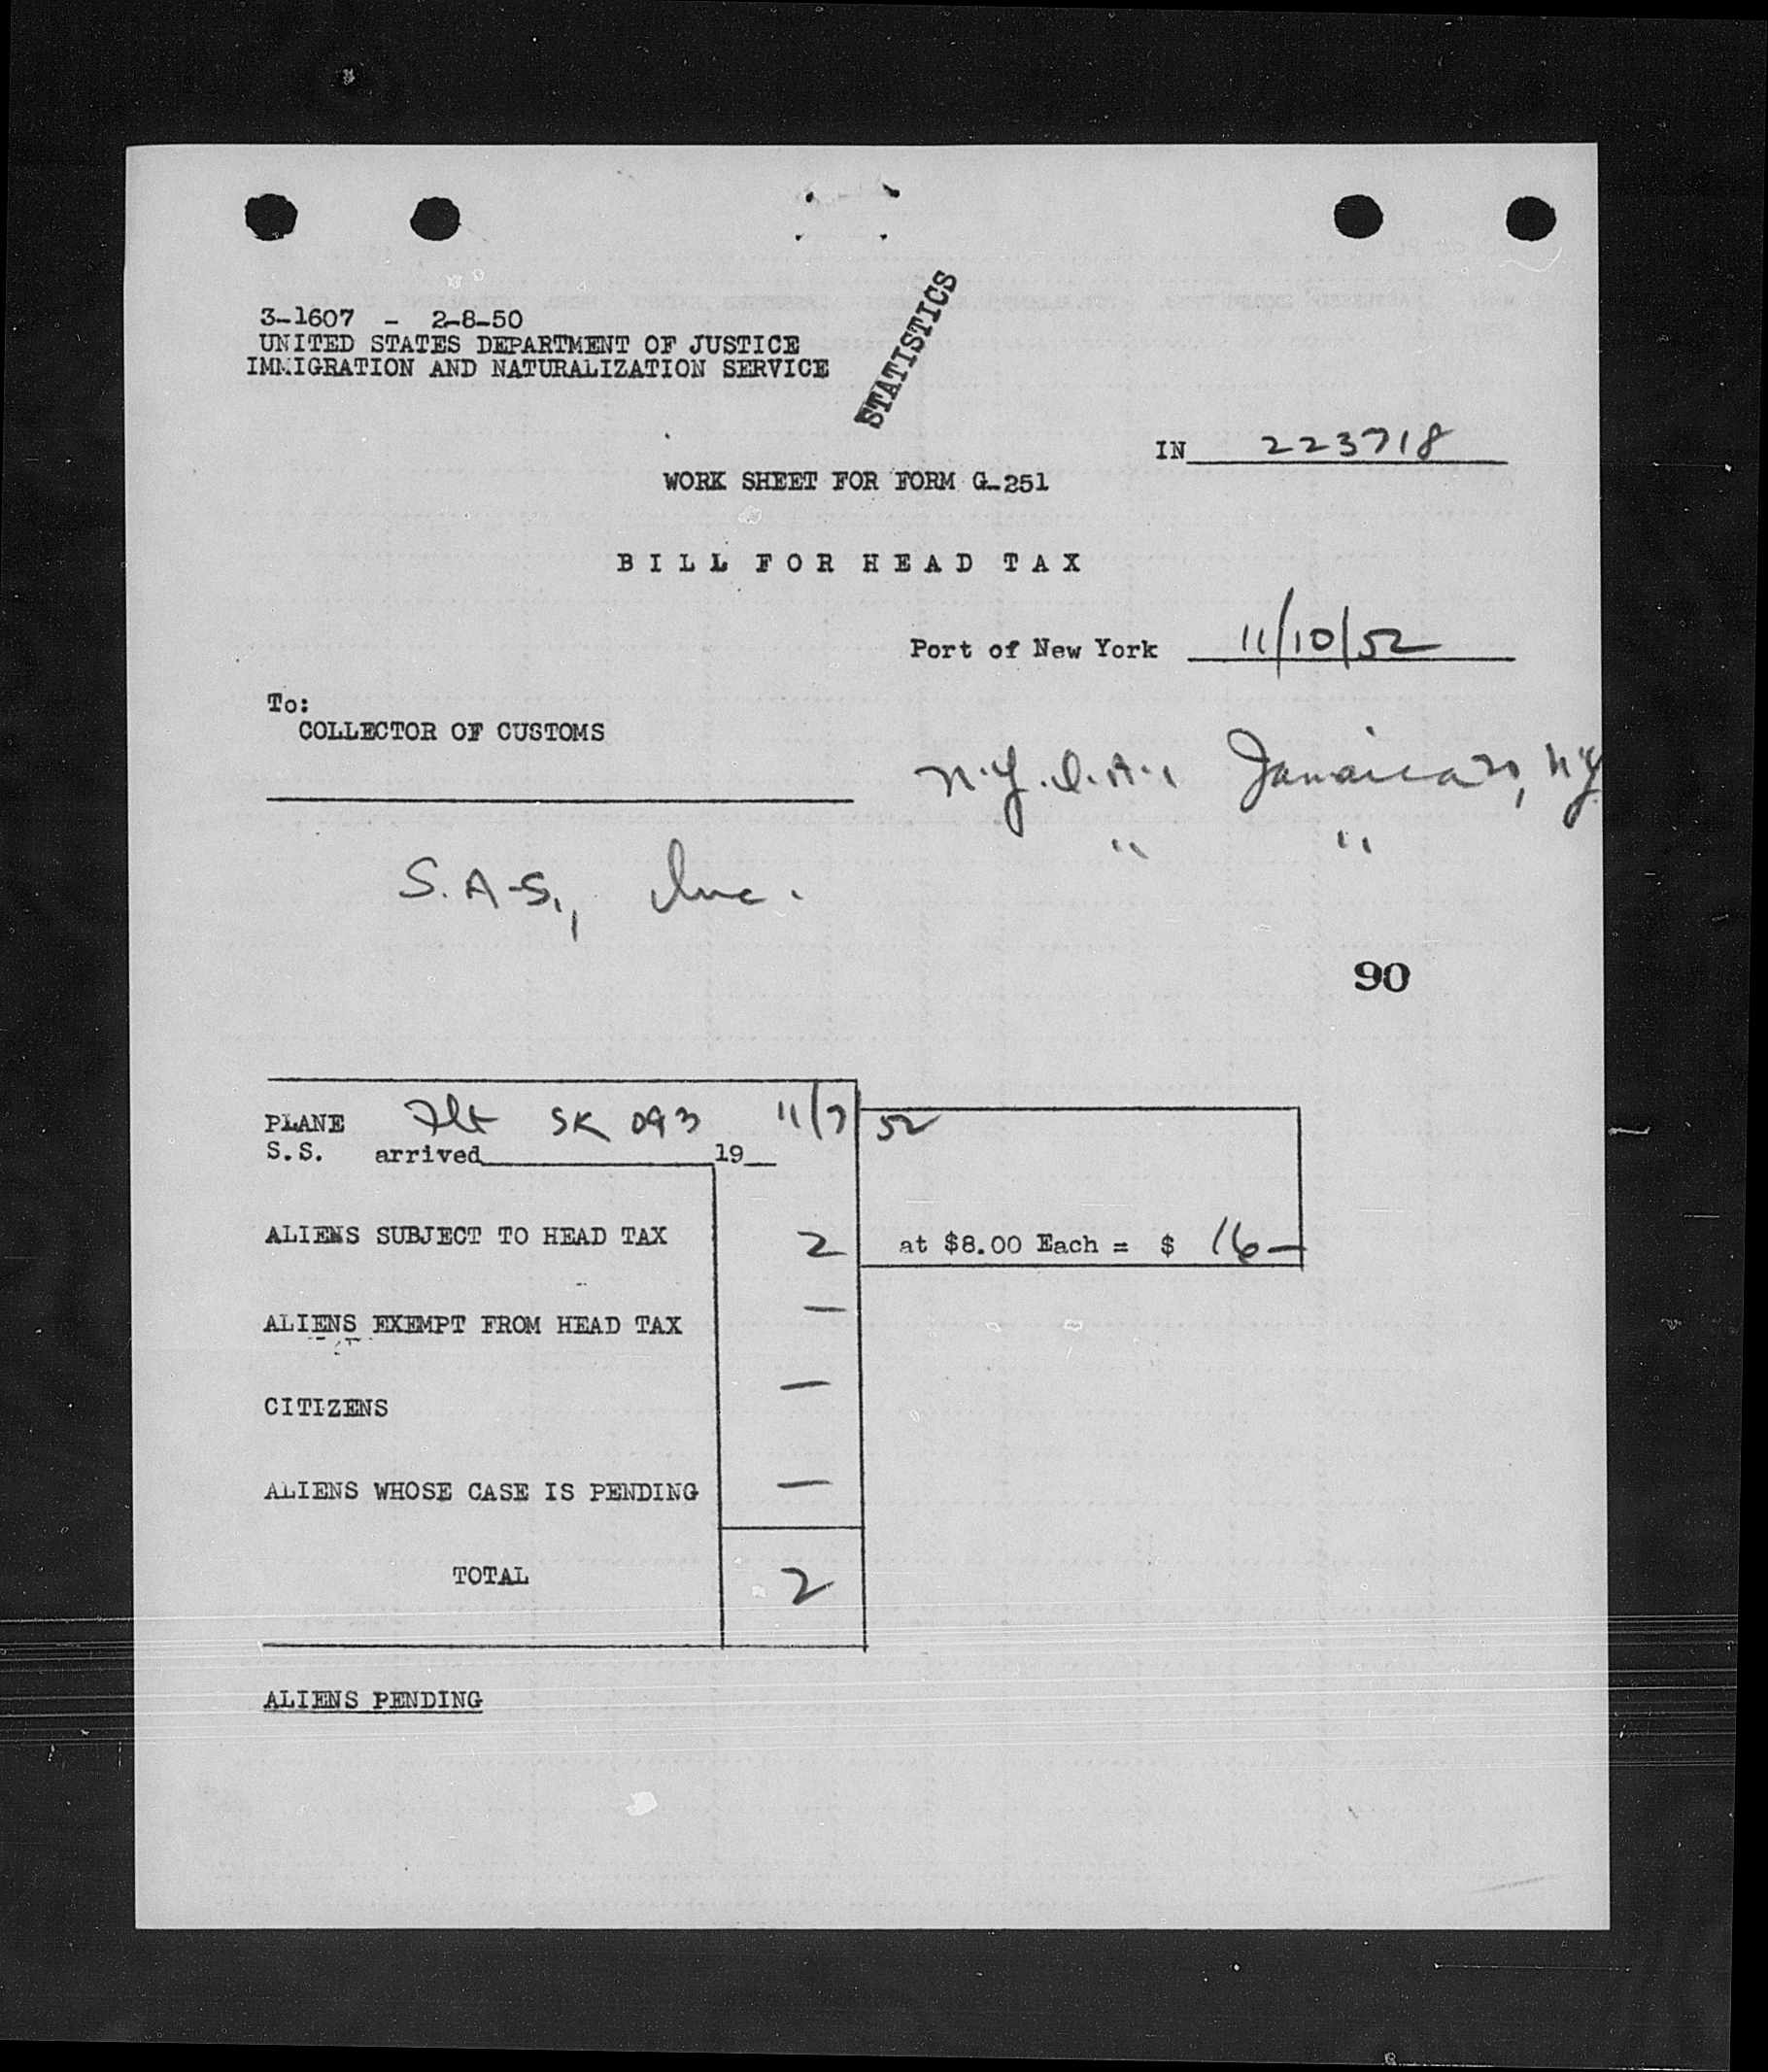 3-1607 - 2-8-50
UNITED STATES DEPARTMENT OF JUSTICE
IMMIGRATION AND NATURALIZATION SERVICE
STATISTICS
IN 223718
WORK SHEET FOR FORM G-251
BILL FOR HEAD TAX
Port of New York 11/10/52
To:
COLLECTOR OF CUSTOMS
N.Y.I.A., Jamaica 30, NY
" "
S.A.S., Inc.
90
PLANE Flt SK 093 11/7/52
S.S. arrived 19
ALIENS SUBJECT TO HEAD TAX 2 at $8.00 Each = $ 16—
ALIENS EXEMPT FROM HEAD TAX —
CITIZENS —
ALIENS WHOSE CASE IS PENDING —
TOTAL 2
ALIENS PENDING